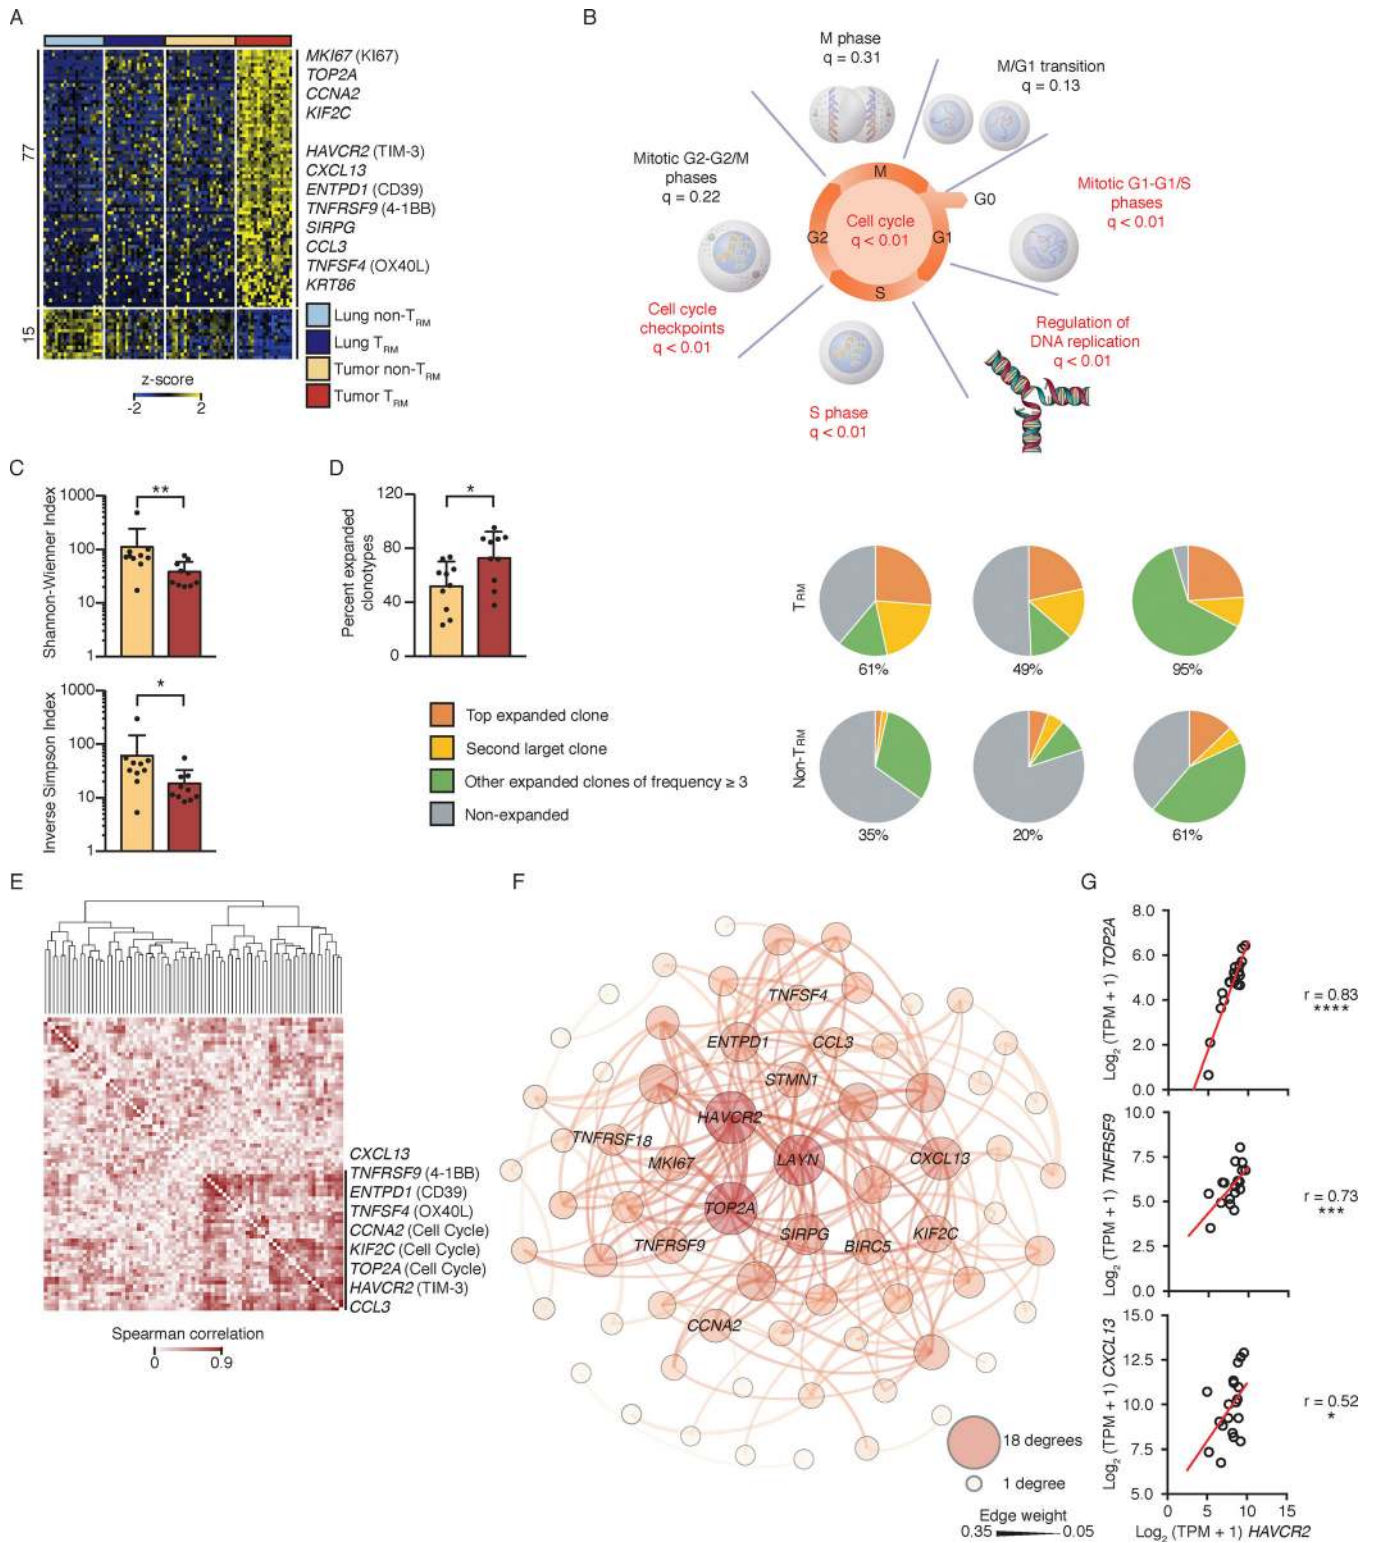 A
MKI67 (KI67)
TOP2A
CCNA2
KIF2C
HAVCR2 (TIM-3)
CXCL13
ENTPD1 (CD39)
TNFRSF9 (4-1BB)
SIRPG
CCL3
TNFSF4 (OX40L)
KRT86
77
15
z-score
-2 2
Lung non-TRM
Lung TRM
Tumor non-TRM
Tumor TRM
B
M phase
q = 0.31
M/G1 transition
q = 0.13
Mitotic G2-G2/M
phases
q = 0.22
Mitotic G1-G1/S
phases
q < 0.01
M
G0
G2
Cell cycle
q < 0.01
G1
S
Cell cycle
checkpoints
q < 0.01
Regulation of
DNA replication
q < 0.01
S phase
q < 0.01
C
Shannon-Wienner Index
1000
100
10
1
**
Inverse Simpson Index
1000
100
10
1
*
D
Percent expanded
clonotypes
120
80
40
0
*
Top expanded clone
Second larget clone
Other expanded clones of frequency ≥ 3
Non-expanded
TRM
61% 49% 95%
Non-TRM
35% 20% 61%
E
CXCL13
TNFRSF9 (4-1BB)
ENTPD1 (CD39)
TNFSF4 (OX40L)
CCNA2 (Cell Cycle)
KIF2C (Cell Cycle)
TOP2A (Cell Cycle)
HAVCR2 (TIM-3)
CCL3
Spearman correlation
0 0.9
F
TNFSF4
ENTPD1 CCL3
STMN1
HAVCR2
TNFRSF18
MKI67 LAYN CXCL13
TOP2A
SIRPG KIF2C
TNFRSF9 BIRC5
CCNA2
18 degrees
1 degree
Edge weight
0.35 0.05
G
Log2 (TPM + 1) TOP2A
8.0
6.0
4.0
2.0
0.0
r = 0.83
****
Log2 (TPM + 1) TNFRSF9
10.0
7.5
5.0
2.5
0.0
r = 0.73
***
Log2 (TPM + 1) CXCL13
15.0
12.5
10.0
7.5
5.0
r = 0.52
*
0 5 10 15
Log2 (TPM + 1) HAVCR2